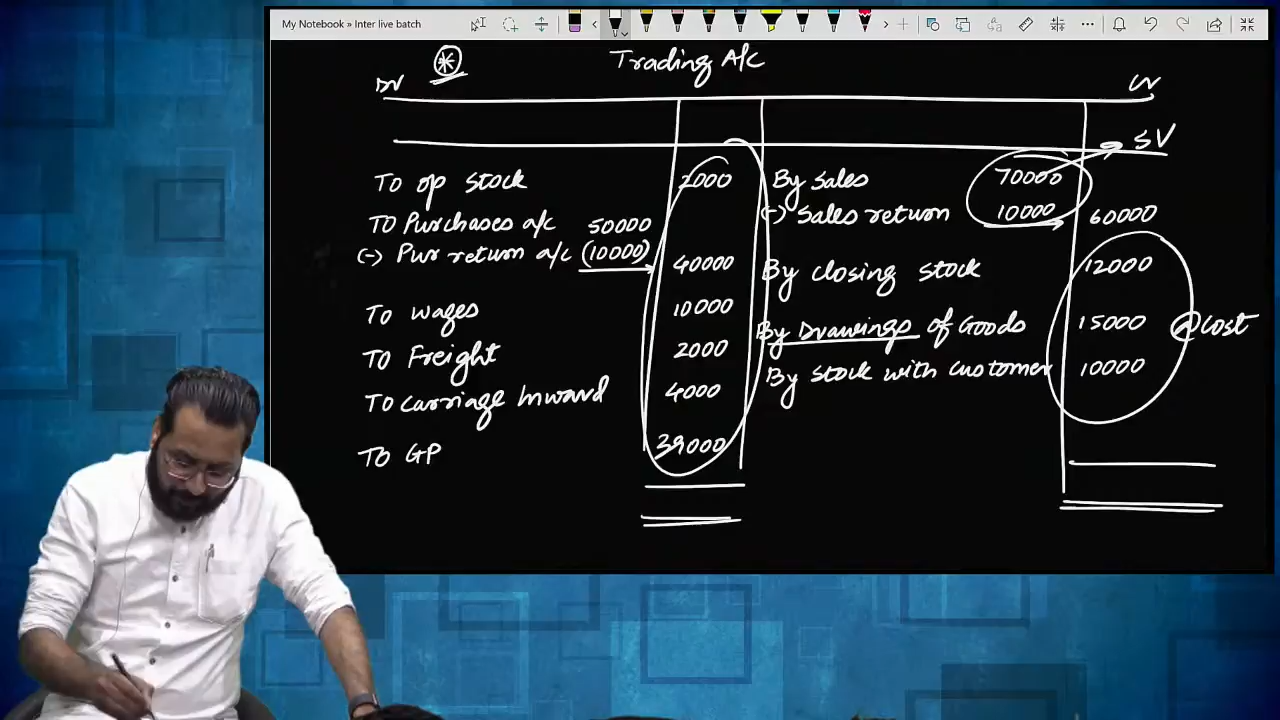 My Notebook » Inter live batch
Trading A/c
Dr
Cr
SV
To op stock 2000
By Sales 70000
To Purchases a/c 50000
(-) Sales return 10000 60000
(-) Pur return a/c (10000) 40000
By closing stock 12000
To wages 10000
By Drawings of Goods 15000 @ Cost
To Freight 2000
By Stock with customer 10000
To carriage Inward 4000
To GP 39000